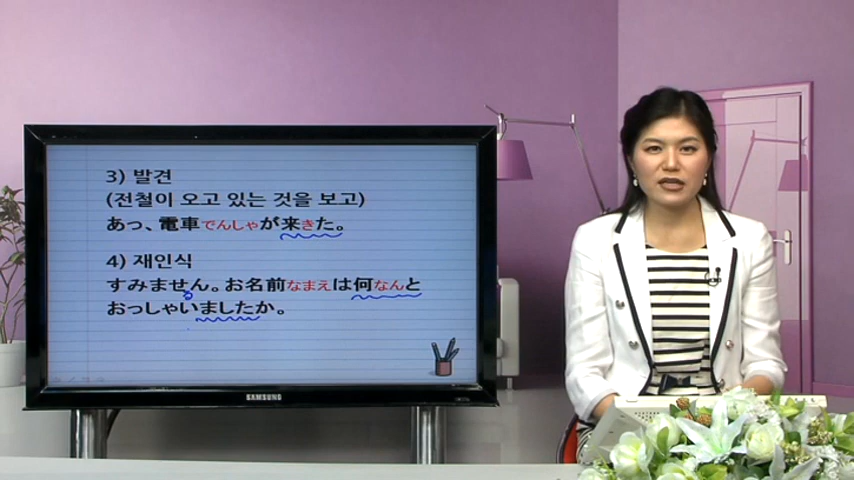 3) 발견
(전철이 오고 있는 것을 보고)
あっ、電車でんしゃが来きた。
4) 재인식
すみません。お名前なまえは何なんと
おっしゃいましたか。
SAMSUNG